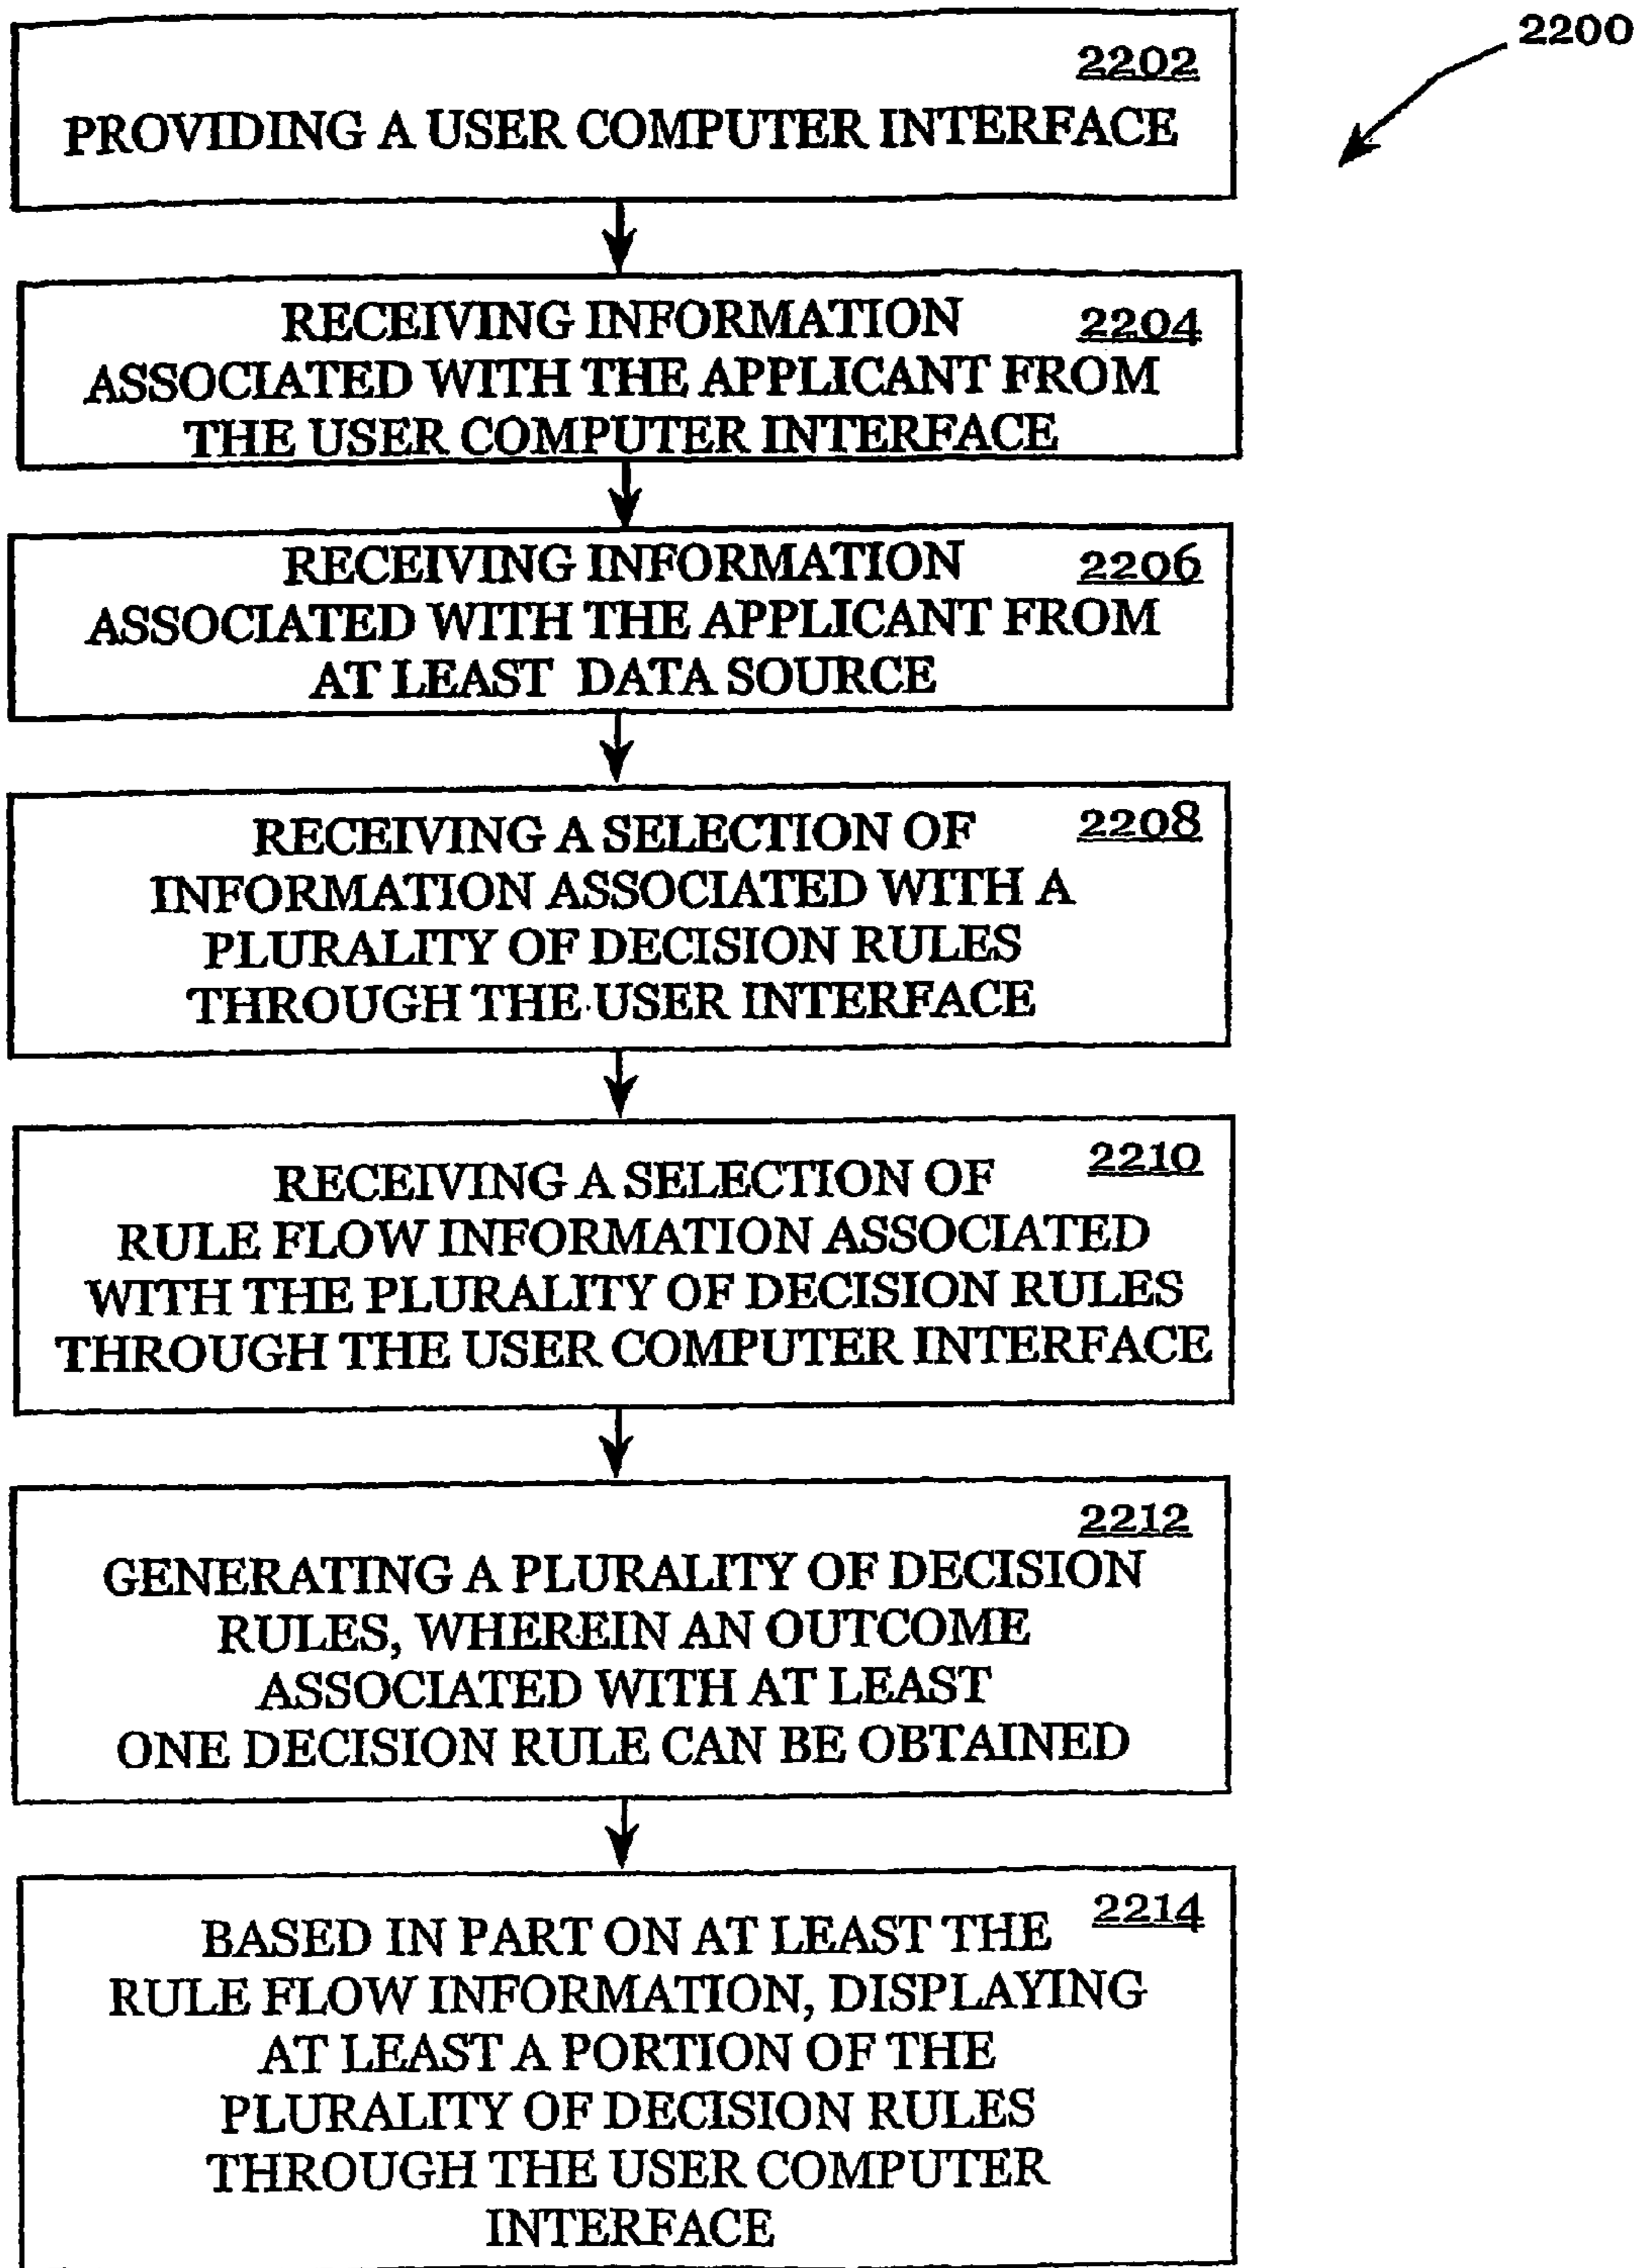 2200
2202
PROVIDING A USER COMPUTER INTERFACE
RECEIVING INFORMATION 2204
ASSOCIATED WITH THE APPLICANT FROM
THE USER COMPUTER INTERFACE
RECEIVING INFORMATION 2206
ASSOCIATED WITH THE APPLICANT FROM
AT LEAST DATA SOURCE
RECEIVING A SELECTION OF 2208
INFORMATION ASSOCIATED WITH A
PLURALITY OF DECISION RULES
THROUGH THE USER INTERFACE
RECEIVING A SELECTION OF 2210
RULE FLOW INFORMATION ASSOCIATED
WITH THE PLURALITY OF DECISION RULES
THROUGH THE USER COMPUTER INTERFACE
2212
GENERATING A PLURALITY OF DECISION
RULES, WHEREIN AN OUTCOME
ASSOCIATED WITH AT LEAST
ONE DECISION RULE CAN BE OBTAINED
BASED IN PART ON AT LEAST THE 2214
RULE FLOW INFORMATION, DISPLAYING
AT LEAST A PORTION OF THE
PLURALITY OF DECISION RULES
THROUGH THE USER COMPUTER
INTERFACE